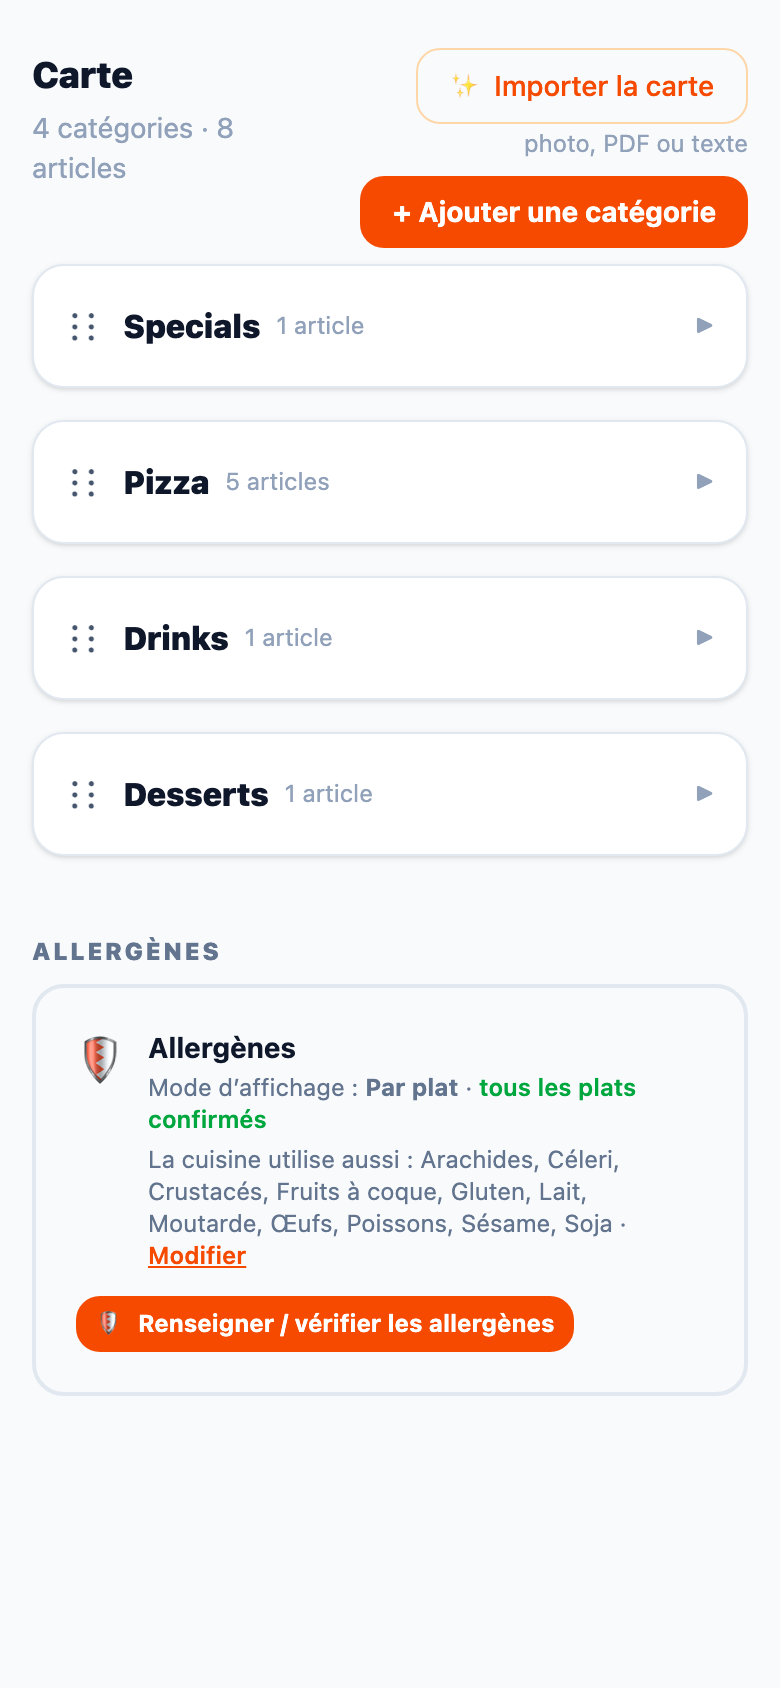 Carte
4 catégories · 8
articles
✨ Importer la carte
photo, PDF ou texte
+ Ajouter une catégorie
Specials 1 article
Pizza 5 articles
Drinks 1 article
Desserts 1 article
ALLERGÈNES
Allergènes
Mode d’affichage : Par plat · tous les plats
confirmés
La cuisine utilise aussi : Arachides, Céleri,
Crustacés, Fruits à coque, Gluten, Lait,
Moutarde, Œufs, Poissons, Sésame, Soja ·
Modifier
Renseigner / vérifier les allergènes